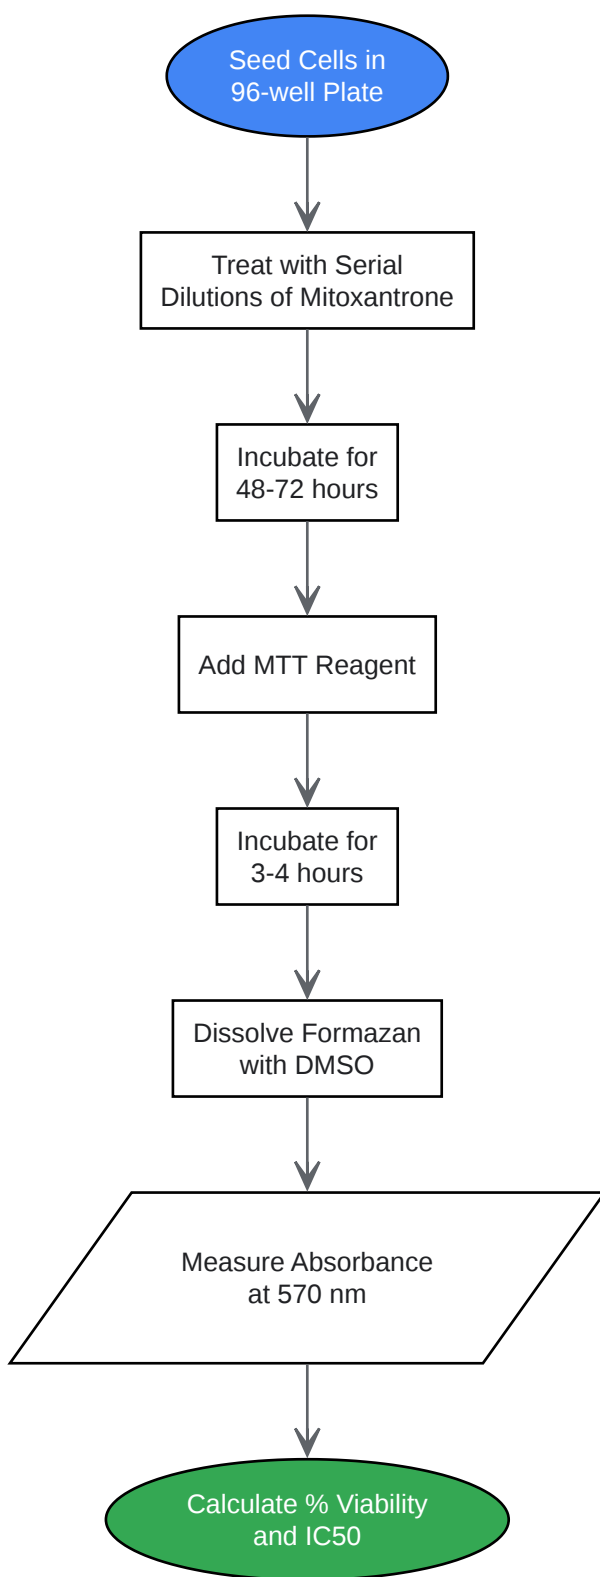 Seed Cells in
96-well Plate
Treat with Serial
Dilutions of Mitoxantrone
Incubate for
48-72 hours
Add MTT Reagent
Incubate for
3-4 hours
Dissolve Formazan
with DMSO
Measure Absorbance
at 570 nm
Calculate % Viability
and IC50